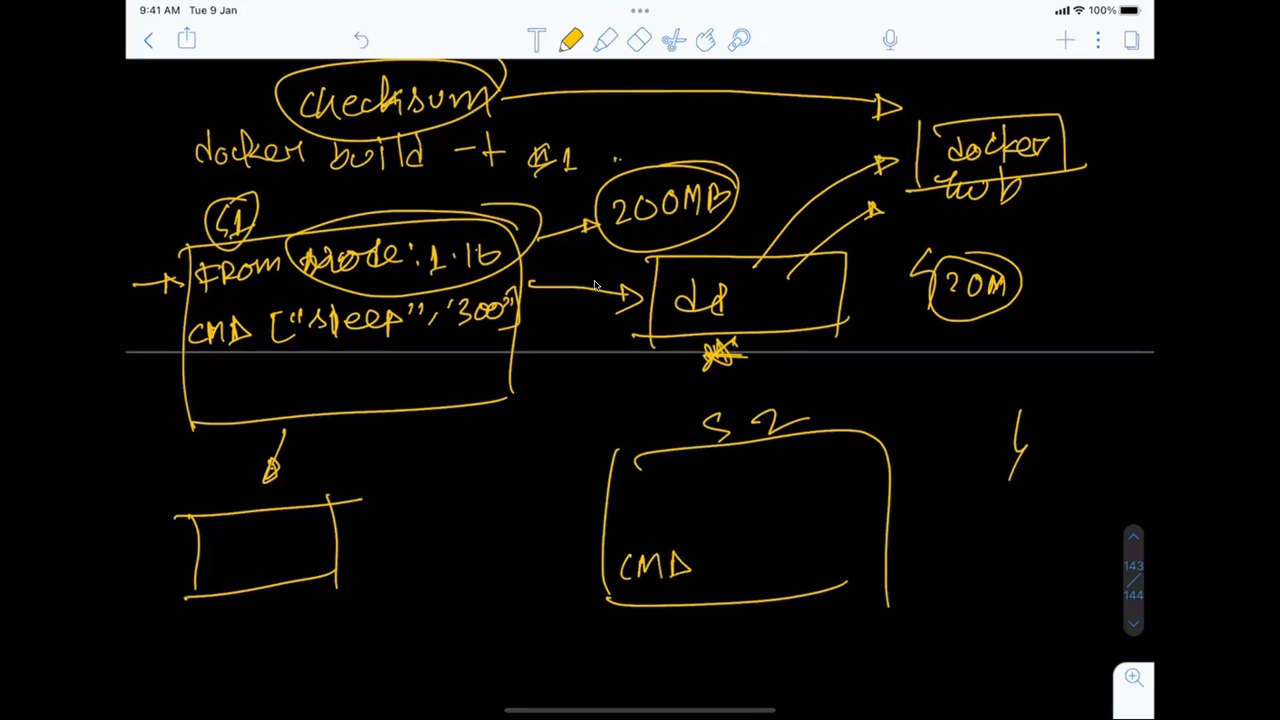 9:41 AM Tue 9 Jan
100%
checksum
docker build -t s1
docker
hub
200MB
S1
FROM node:1.16
CMD ["sleep", "300"]
dd
20M
S2
CMD
143
144